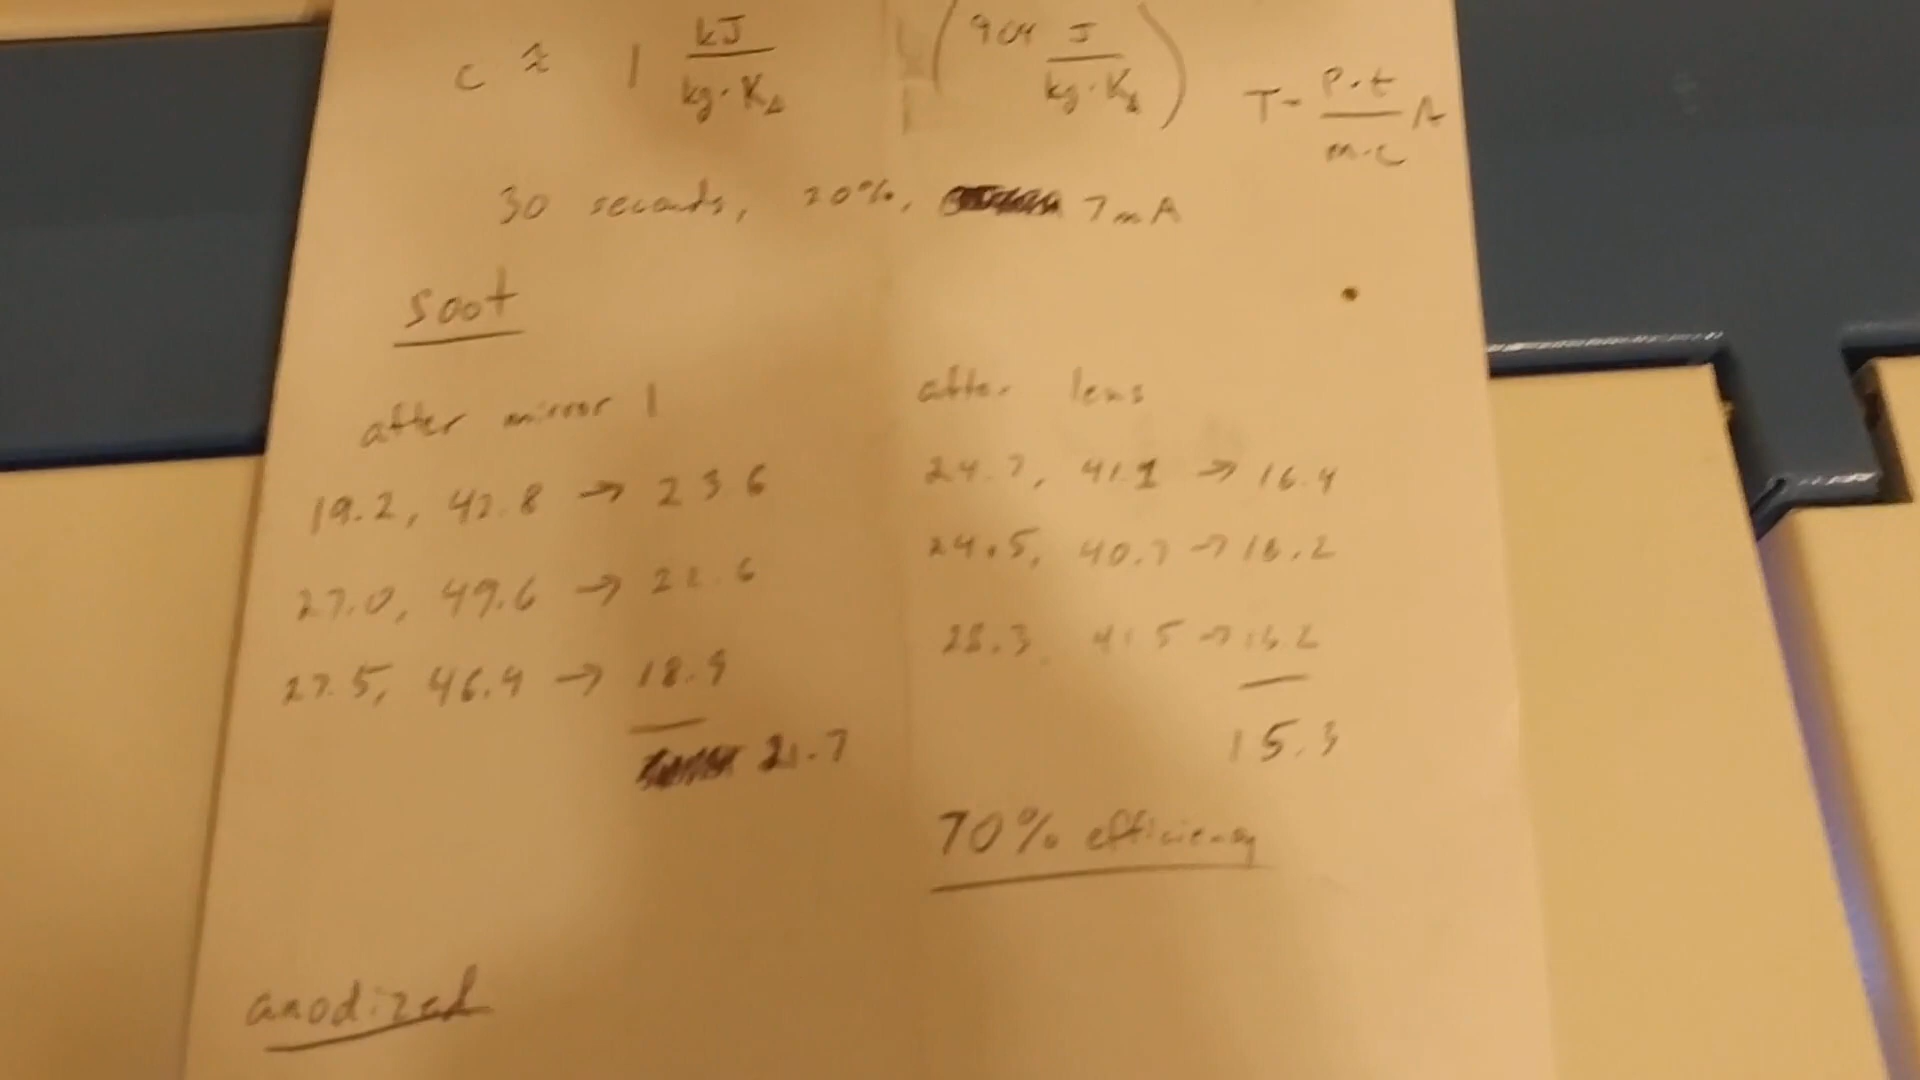 c ≈ 1 kJ/kg·K△ (904 J/kg·K△) T = P·t/m·c A
30 seconds, 20%, 7mA
soot
after mirror 1
19.2, 42.8 → 23.6
27.0, 49.6 → 22.6
27.5, 46.4 → 18.9
21.7
after lens
24.7, 41.1 → 16.4
24.5, 40.7 → 16.2
28.3, 41.5 → 13.2
15.3
70% efficiency
anodized